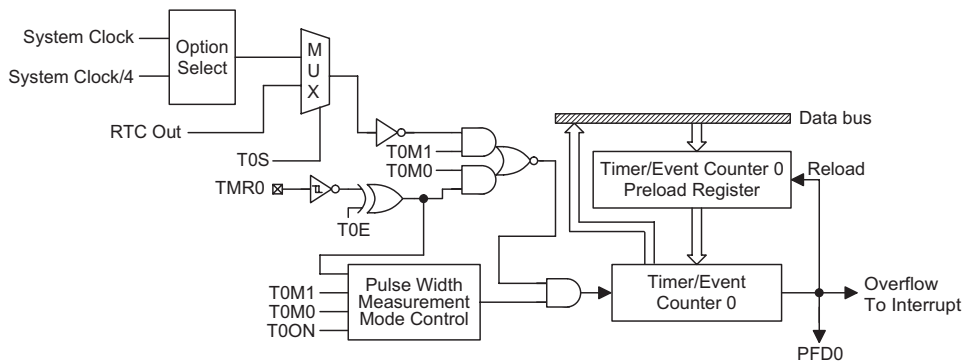 System Clock
System Clock/4
Option
Select
M
U
X
RTC Out
T0S
TMR0
T0E
T0M1
T0M0
T0M1
T0M0
T0ON
Pulse Width
Measurement
Mode Control
Data bus
Timer/Event Counter 0
Preload Register
Reload
Timer/Event
Counter 0
Overflow
To Interrupt
PFD0